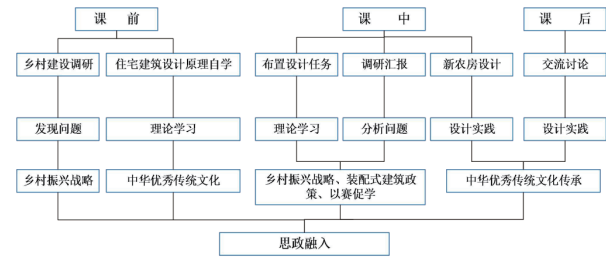 课 前
课 中
课 后
乡村建设调研
住宅建筑设计原理自学
布置设计任务
调研汇报
新农房设计
交流讨论
发现问题
理论学习
理论学习
分析问题
设计实践
设计实践
乡村振兴战略
中华优秀传统文化
乡村振兴战略、装配式建筑政
策、以赛促学
中华优秀传统文化传承
思政融入